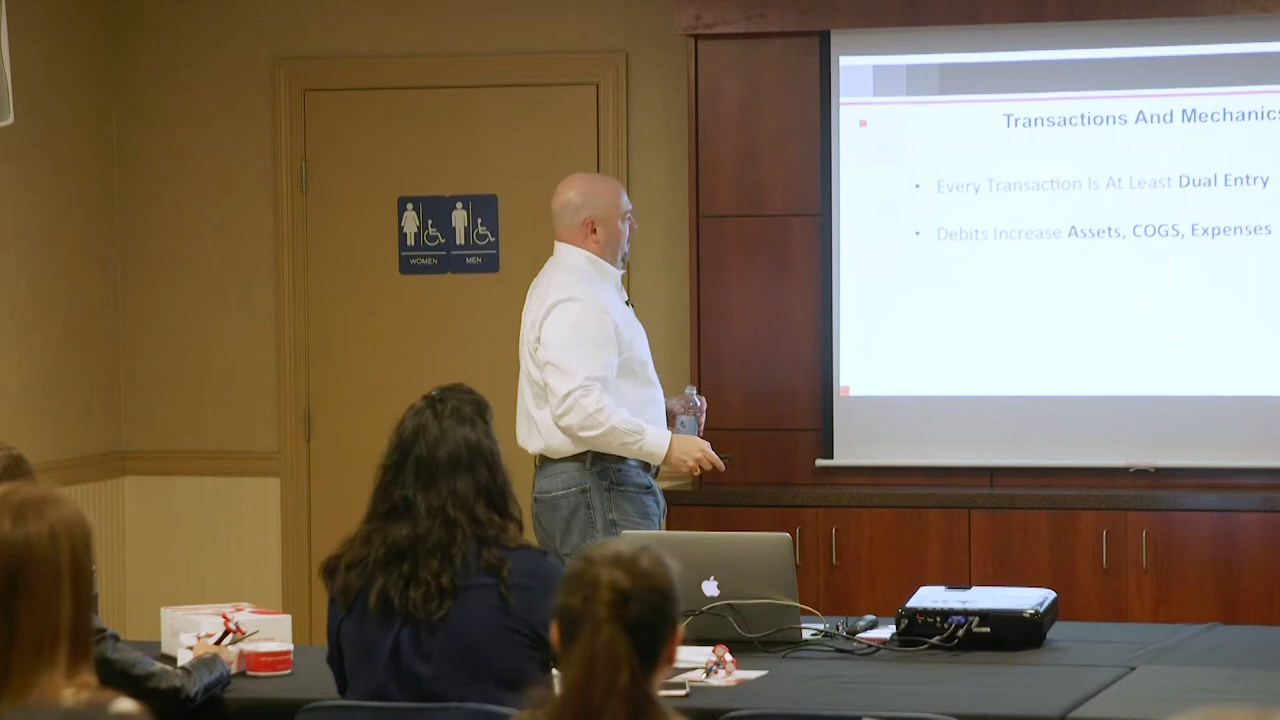 Transactions And Mechanics
• Every Transaction Is At Least Dual Entry
• Debits Increase Assets, COGS, Expenses
WOMEN
MEN